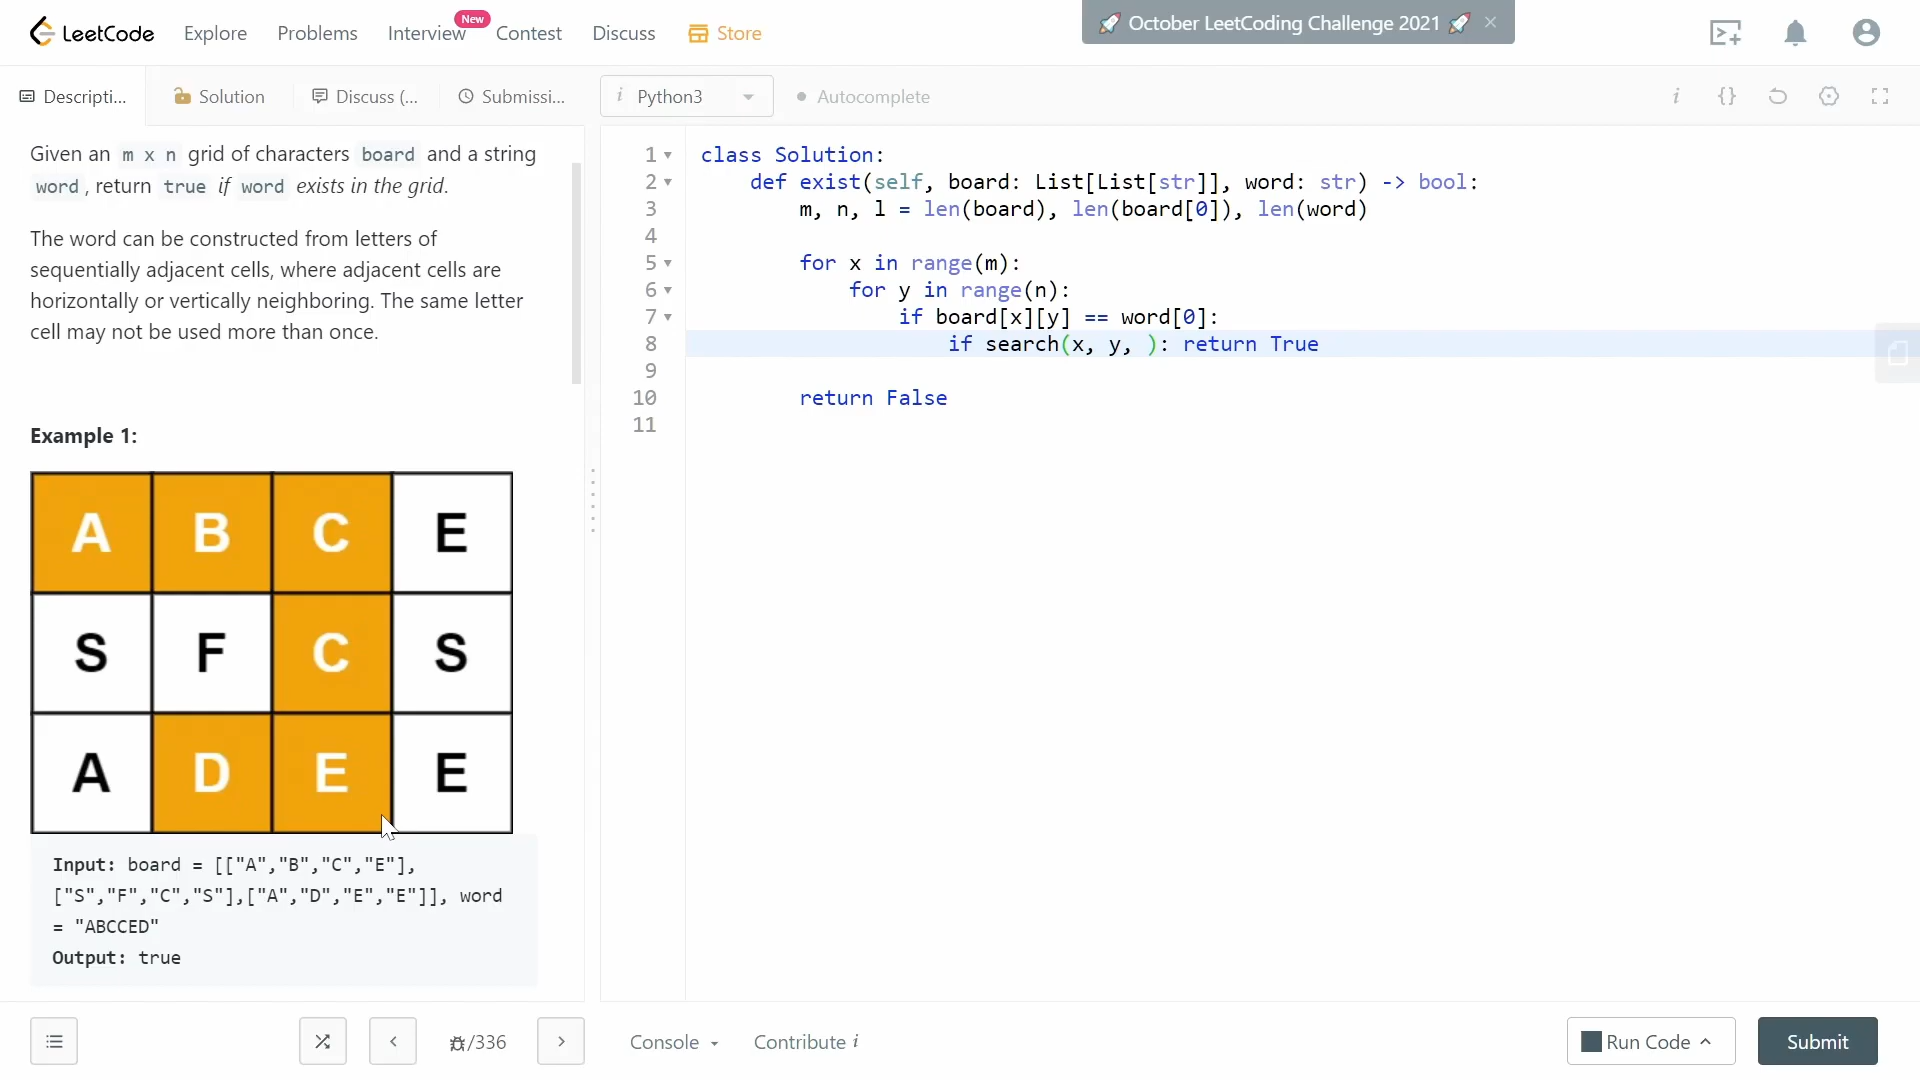 LeetCode Explore Problems Interview New Contest Discuss Store
🚀 October LeetCoding Challenge 2021 🚀 ×
Descripti... Solution Discuss (... Submissi...
i Python3 Autocomplete i {}
Given an m x n grid of characters board and a string
word, return true if word exists in the grid.
The word can be constructed from letters of
sequentially adjacent cells, where adjacent cells are
horizontally or vertically neighboring. The same letter
cell may not be used more than once.
Example 1:
A B C E
S F C S
A D E E
Input: board = [["A","B","C","E"],
["S","F","C","S"],["A","D","E","E"]], word
= "ABCCED"
Output: true
1 class Solution:
2 def exist(self, board: List[List[str]], word: str) -> bool:
3 m, n, l = len(board), len(board[0]), len(word)
4
5 for x in range(m):
6 for y in range(n):
7 if board[x][y] == word[0]:
8 if search(x, y, ): return True
9
10 return False
11
< /336 >
Console Contribute i
Run Code Submit